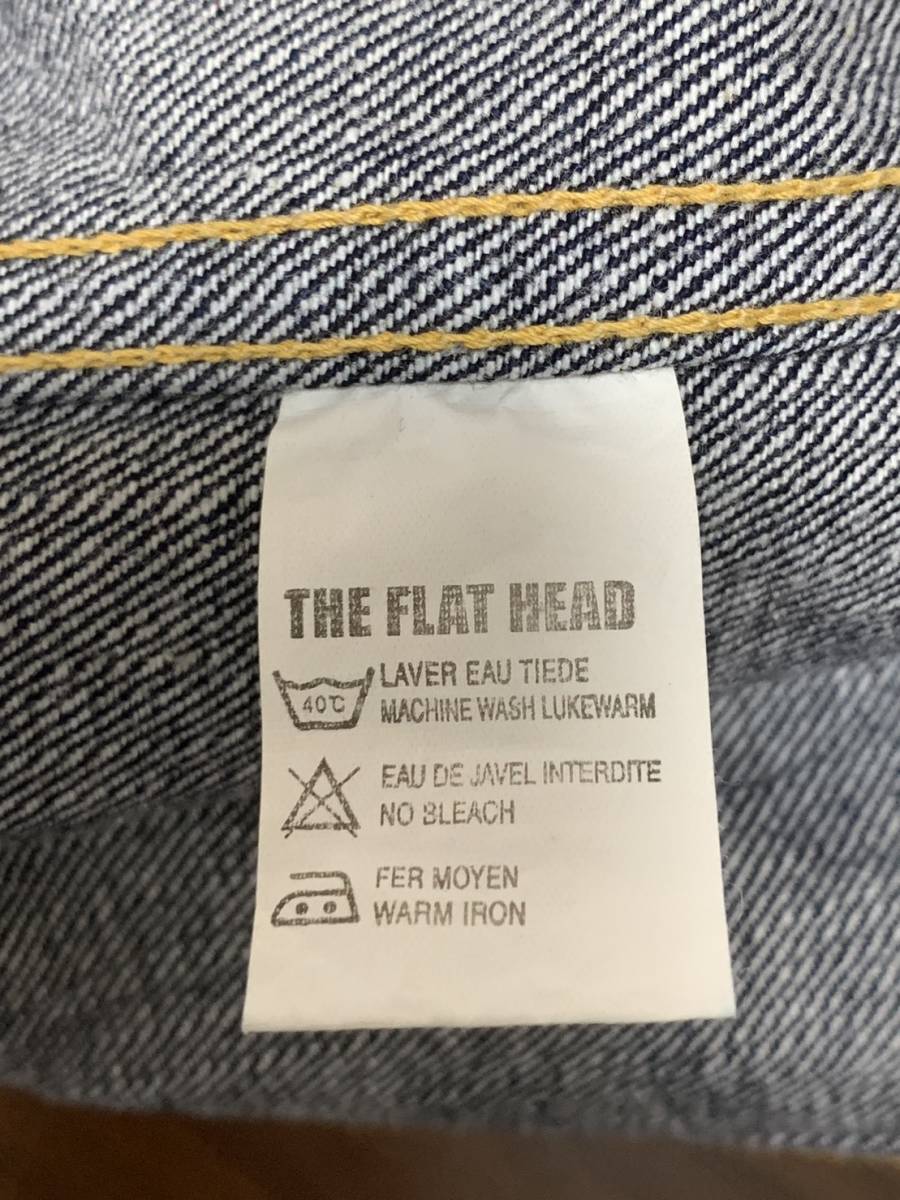 THE FLAT HEAD
40℃
LAVER EAU TIEDE
MACHINE WASH LUKEWARM
EAU DE JAVEL INTERDITE
NO BLEACH
FER MOYEN
WARM IRON